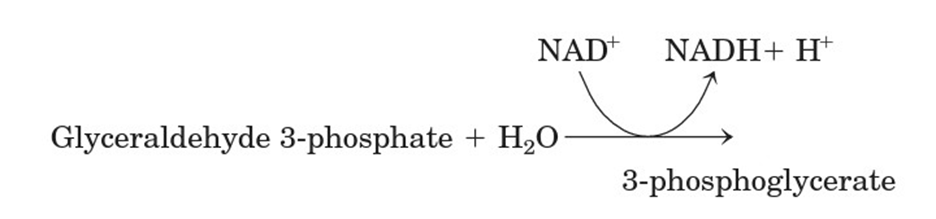 NAD⁺ NADH + H⁺
Glyceraldehyde 3-phosphate + H₂O
3-phosphoglycerate